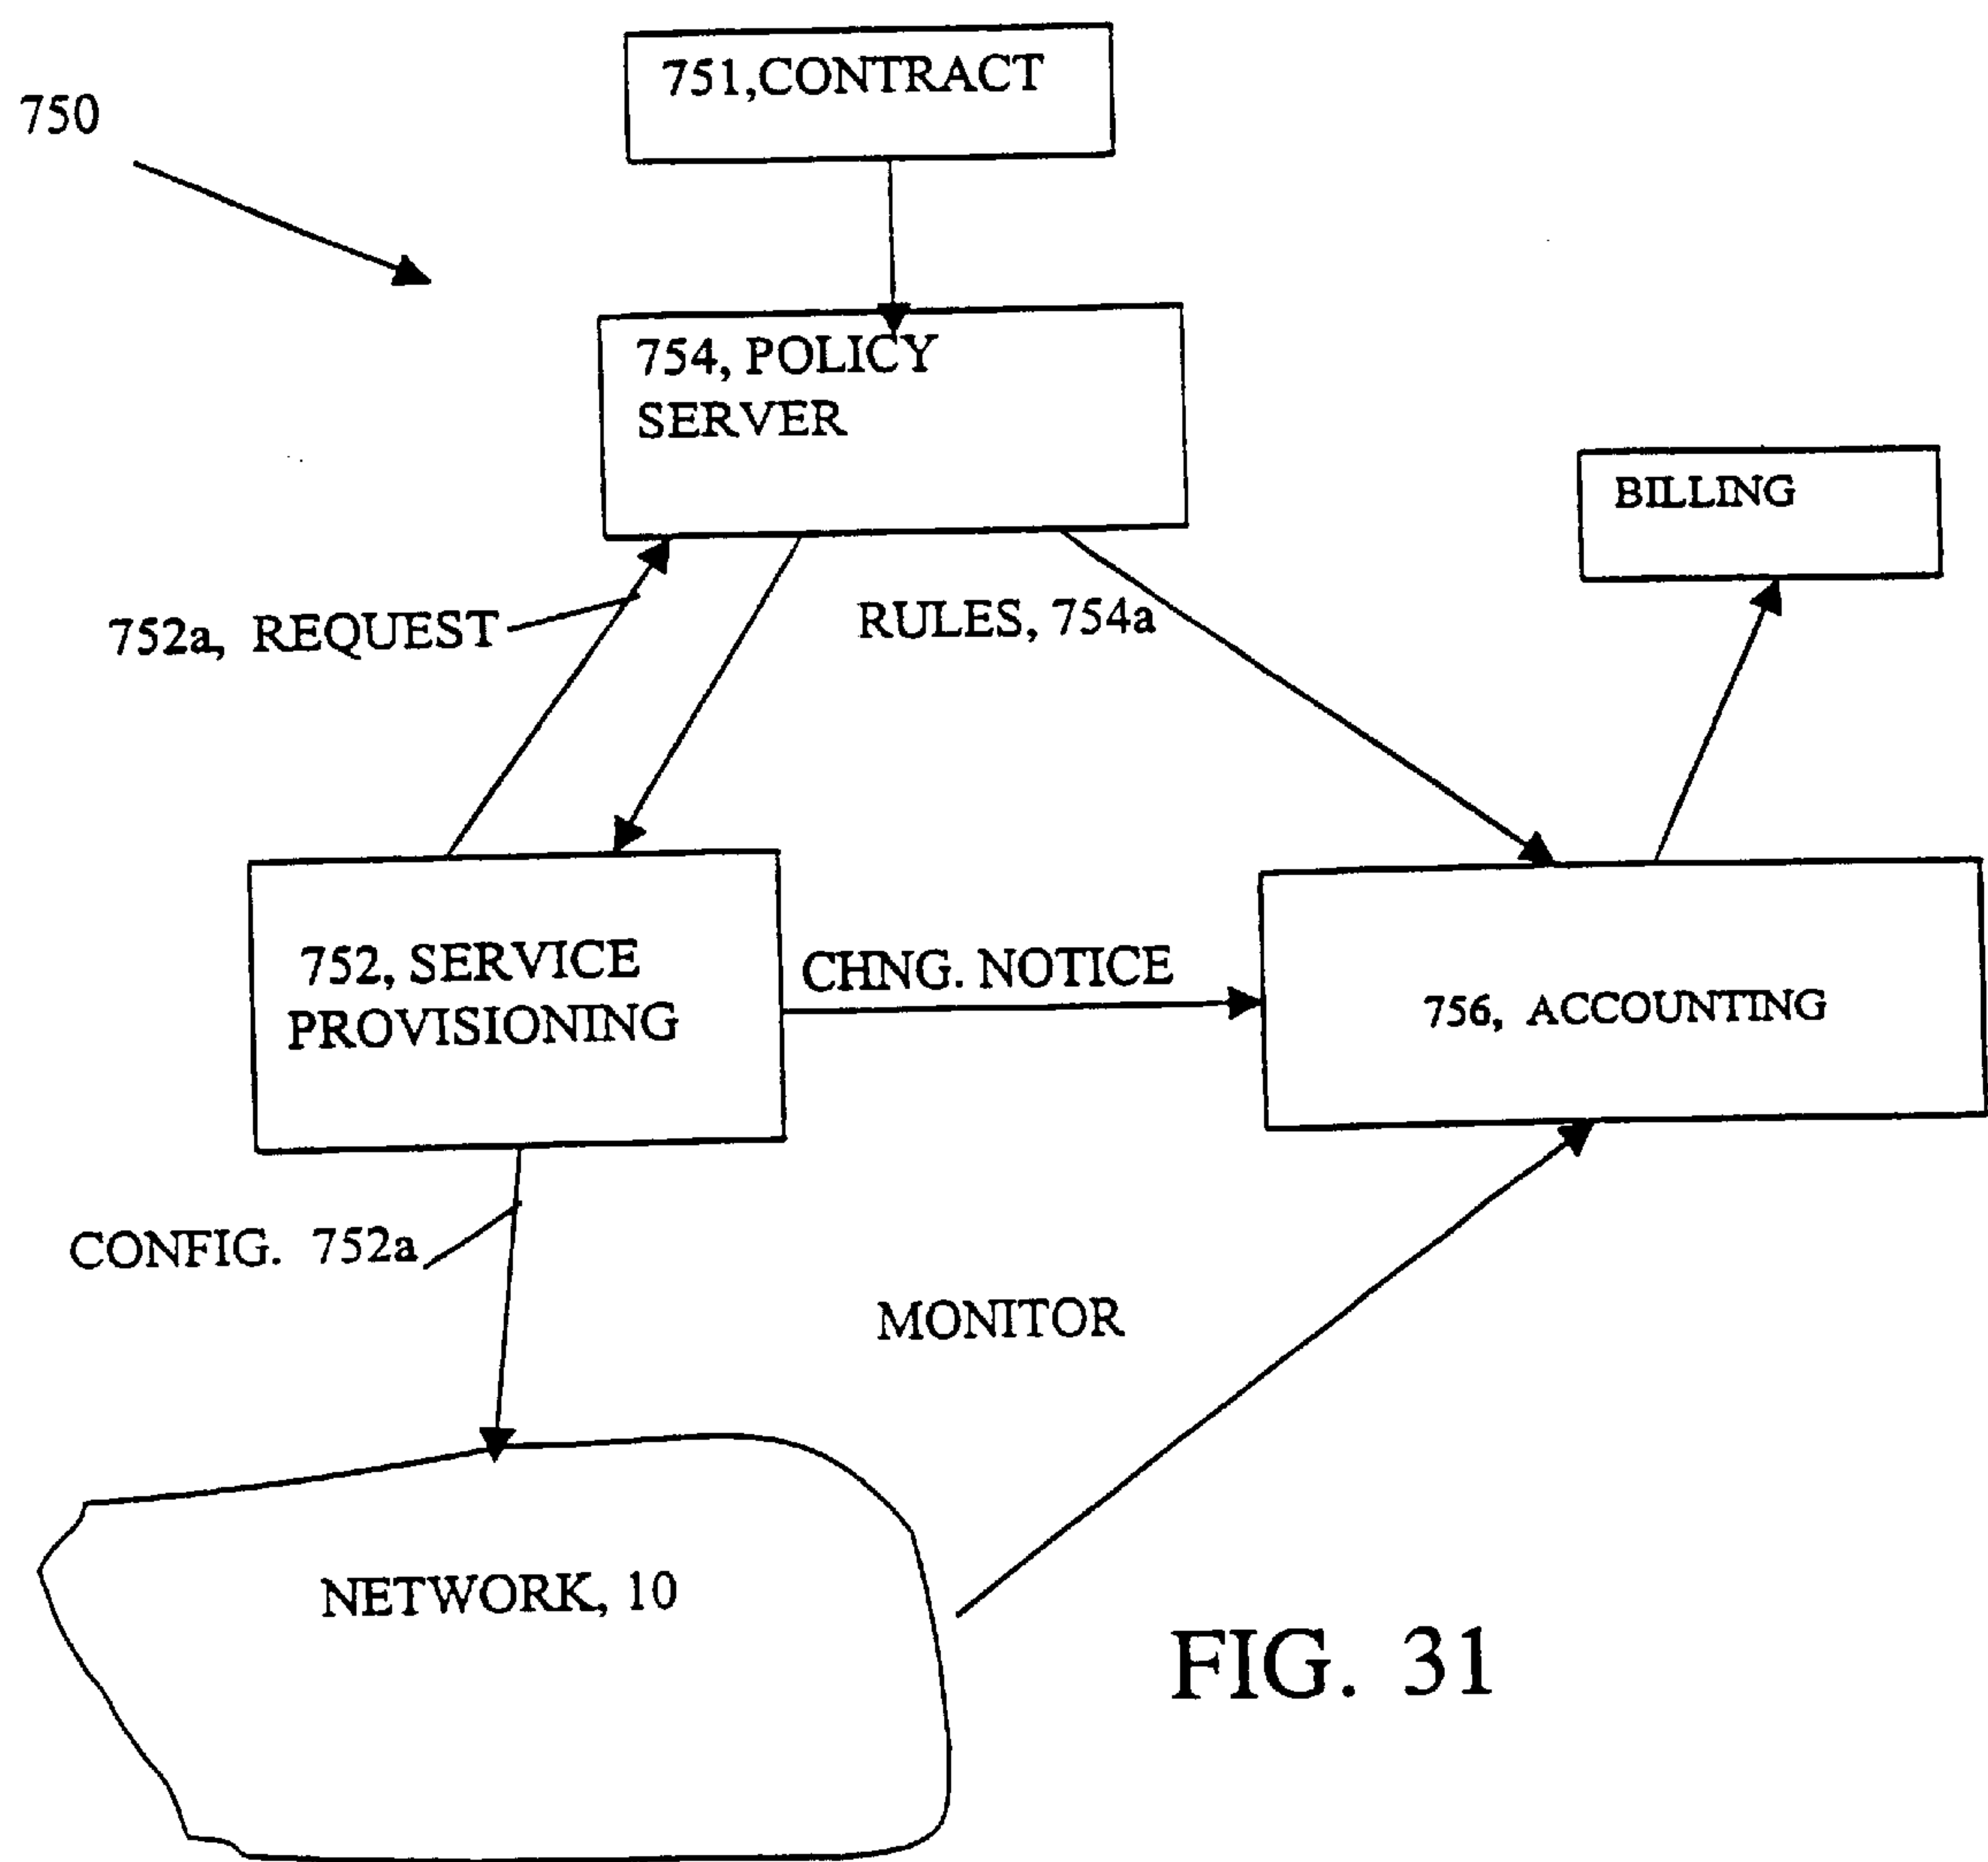 751,CONTRACT
750
754, POLICY
SERVER
BILLING
752a, REQUEST
RULES, 754a
752, SERVICE
PROVISIONING
CHNG. NOTICE
756, ACCOUNTING
CONFIG. 752a
MONITOR
NETWORK, 10
FIG. 31